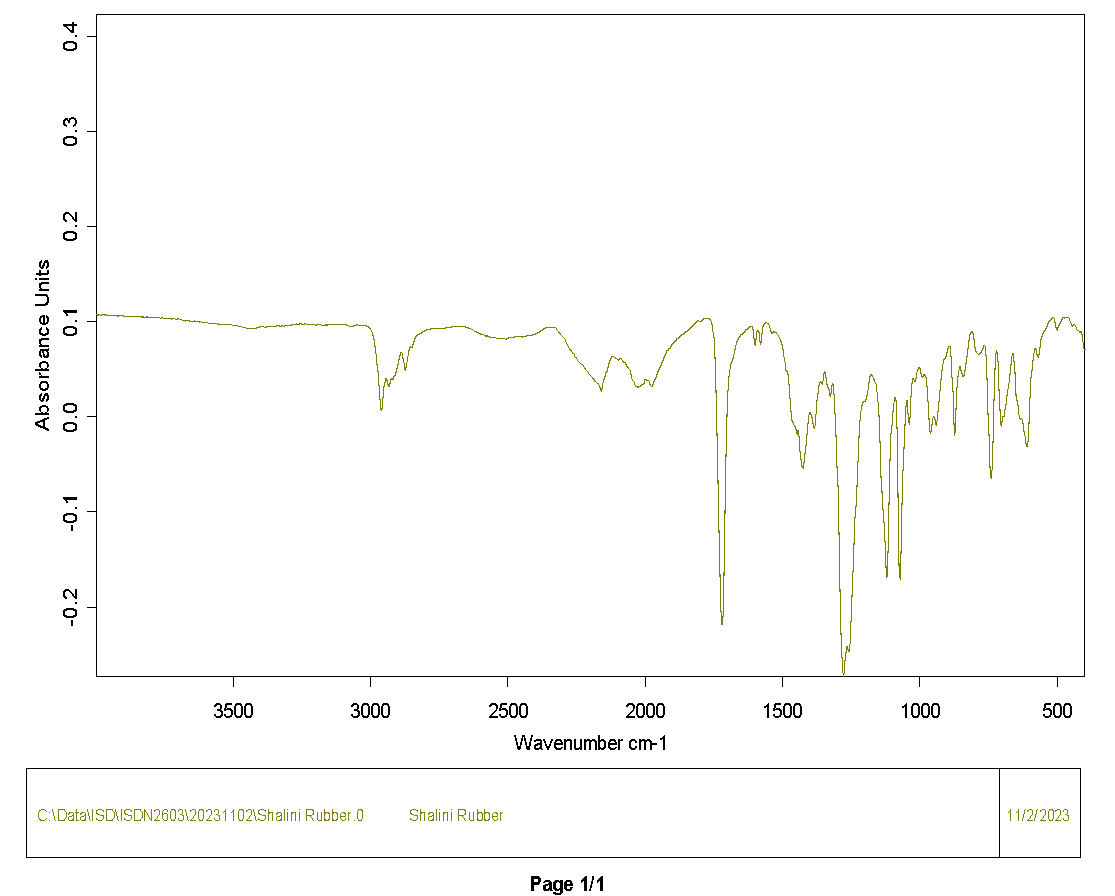 0.4
0.3
0.2
0.1
0.0
-0.1
-0.2
Absorbance Units
3500 3000 2500 2000 1500 1000 500
Wavenumber cm-1
C:\Data\ISD\ISDN2603\20231102\Shalini Rubber.0 Shalini Rubber 11/2/2023
Page 1/1